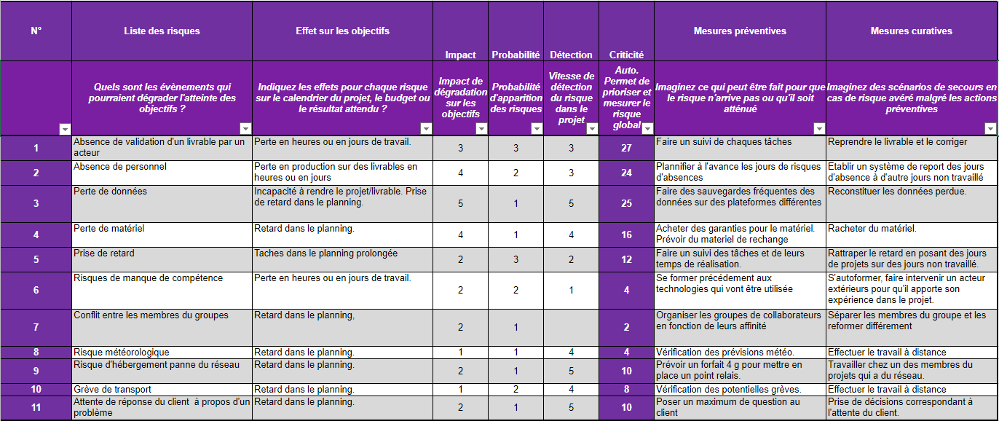 N°
Liste des risques
Effet sur les objectifs
Impact
Probabilité
Détection
Criticité
Mesures préventives
Mesures curatives
Quels sont les évènements qui
pourraient dégrader l'atteinte des
objectifs ?
Indiquez les effets pour chaque risque
sur le calendrier du projet, le budget ou
le résultat attendu ?
Impact de
dégradation
sur les
objectifs
Probabilité
d'apparition
des risques
Vitesse de
détection
du risque
dans le
projet
Auto.
Permet de
prioriser et
mesurer le
risque
global
Imaginez ce qui peut être fait pour que
le risque n'arrive pas ou qu'il soit
atténué
Imaginez des scénarios de secours en
cas de risque avéré malgré les actions
préventives
1
Absence de validation d'un livrable par un
acteur
Perte en heures ou en jours de travail.
3
3
3
27
Faire un suivi de chaques tâches
Reprendre le livrable et le corriger
2
Absence de personnel
Perte en production sur des livrables en
heures ou en jours
4
2
3
24
Plannifier à l'avance les jours de risques
d'absences
Etablir un système de report des jours
d'absence à d'autre jours non travaillé
3
Perte de données
Incapacité à rendre le projet/livrable. Prise
de retard dans le planning.
5
1
5
25
Faire des sauvegardes fréquentes des
données sur des plateformes différentes
Reconstituer les données perdue.
4
Perte de matériel
Retard dans le planning.
4
1
4
16
Acheter des garanties pour le matériel.
Prévoir du materiel de rechange
Racheter du matériel.
5
Prise de retard
Taches dans le planning prolongée
2
3
2
12
Faire un suivi des tâches et de leurs
temps de réalisation.
Rattraper le retard en posant des jours
de projets sur des jours non travaillé.
6
Risques de manque de compétence
Perte en heures ou en jours de travail.
2
2
1
4
Se former précédement aux
technologies qui vont être utilisée
S'autoformer, faire intervenir un acteur
extérieurs pour qu'il apporte son
expérience dans le projet.
7
Conflit entre les membres du groupes
Retard dans le planning,
2
1
2
Organiser les groupes de collaborateurs
en fonction de leurs affinité
Séparer les membres du groupe et les
reformer différement
8
Risque météorologique
Retard dans le planning.
1
1
4
4
Vérification des prévisions météo.
Effectuer le travail à distance
9
Risque d'hébergement panne du réseau
Retard dans le planning.
2
1
5
10
Prévoir un forfait 4 g pour mettre en
place un point relais.
Travailler chez un des membres du
projets qui a du réseau.
10
Grève de transport
Retard dans le planning.
1
2
4
8
Vérification des potentielles grèves.
Effectuer le travail à distance
11
Attente de réponse du client à propos d'un
problème
Retard dans le planning.
2
1
5
10
Poser un maximum de question au
client
Prise de décisions correspondant à
l'attente du client.